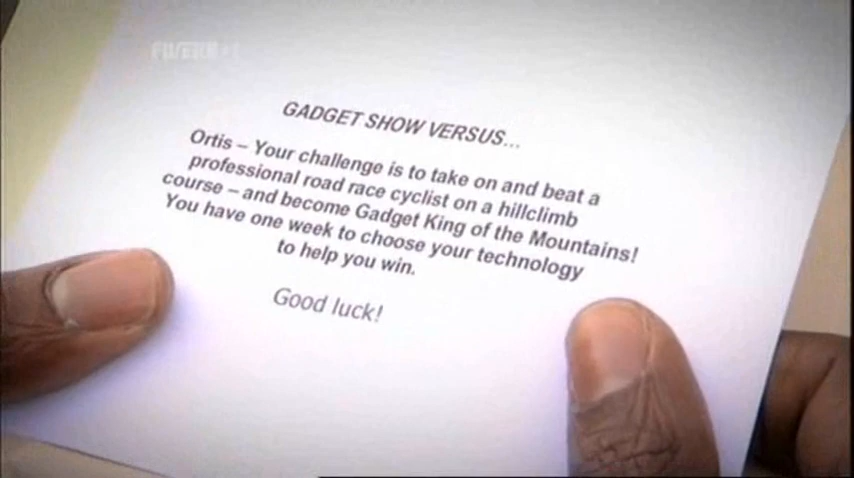 GADGET SHOW VERSUS...
Ortis – Your challenge is to take on and beat a
professional road race cyclist on a hillclimb
course – and become Gadget King of the Mountains!
You have one week to choose your technology
to help you win.
Good luck!